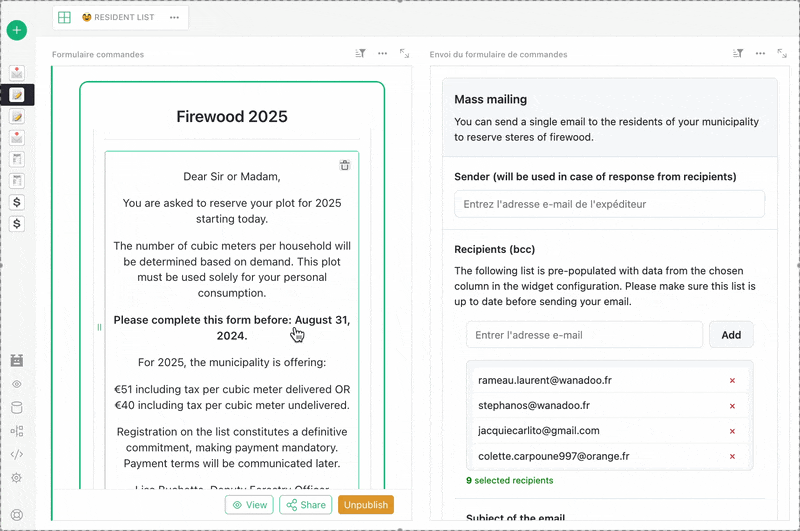 RESIDENT LIST
Formulaire commandes
Firewood 2025
Dear Sir or Madam,
You are asked to reserve your plot for 2025
starting today.
The number of cubic meters per household will
be determined based on demand. This plot
must be used solely for your personal
consumption.
Please complete this form before: August 31,
2024.
For 2025, the municipality is offering:
€51 including tax per cubic meter delivered OR
€40 including tax per cubic meter undelivered.
Registration on the list constitutes a definitive
commitment, making payment mandatory.
Payment terms will be communicated later.
View
Share
Unpublish
Envoi du formulaire de commandes
Mass mailing
You can send a single email to the residents of your municipality
to reserve steres of firewood.
Sender (will be used in case of response from recipients)
Entrez l'adresse e-mail de l'expéditeur
Recipients (bcc)
The following list is pre-populated with data from the chosen
column in the widget configuration. Please make sure this list is
up to date before sending your email.
Entrer l'adresse e-mail
Add
rameau.laurent@wanadoo.fr
stephanos@wanadoo.fr
jacquiecarlito@gmail.com
colette.carpoune997@orange.fr
9 selected recipients
Subject of the email